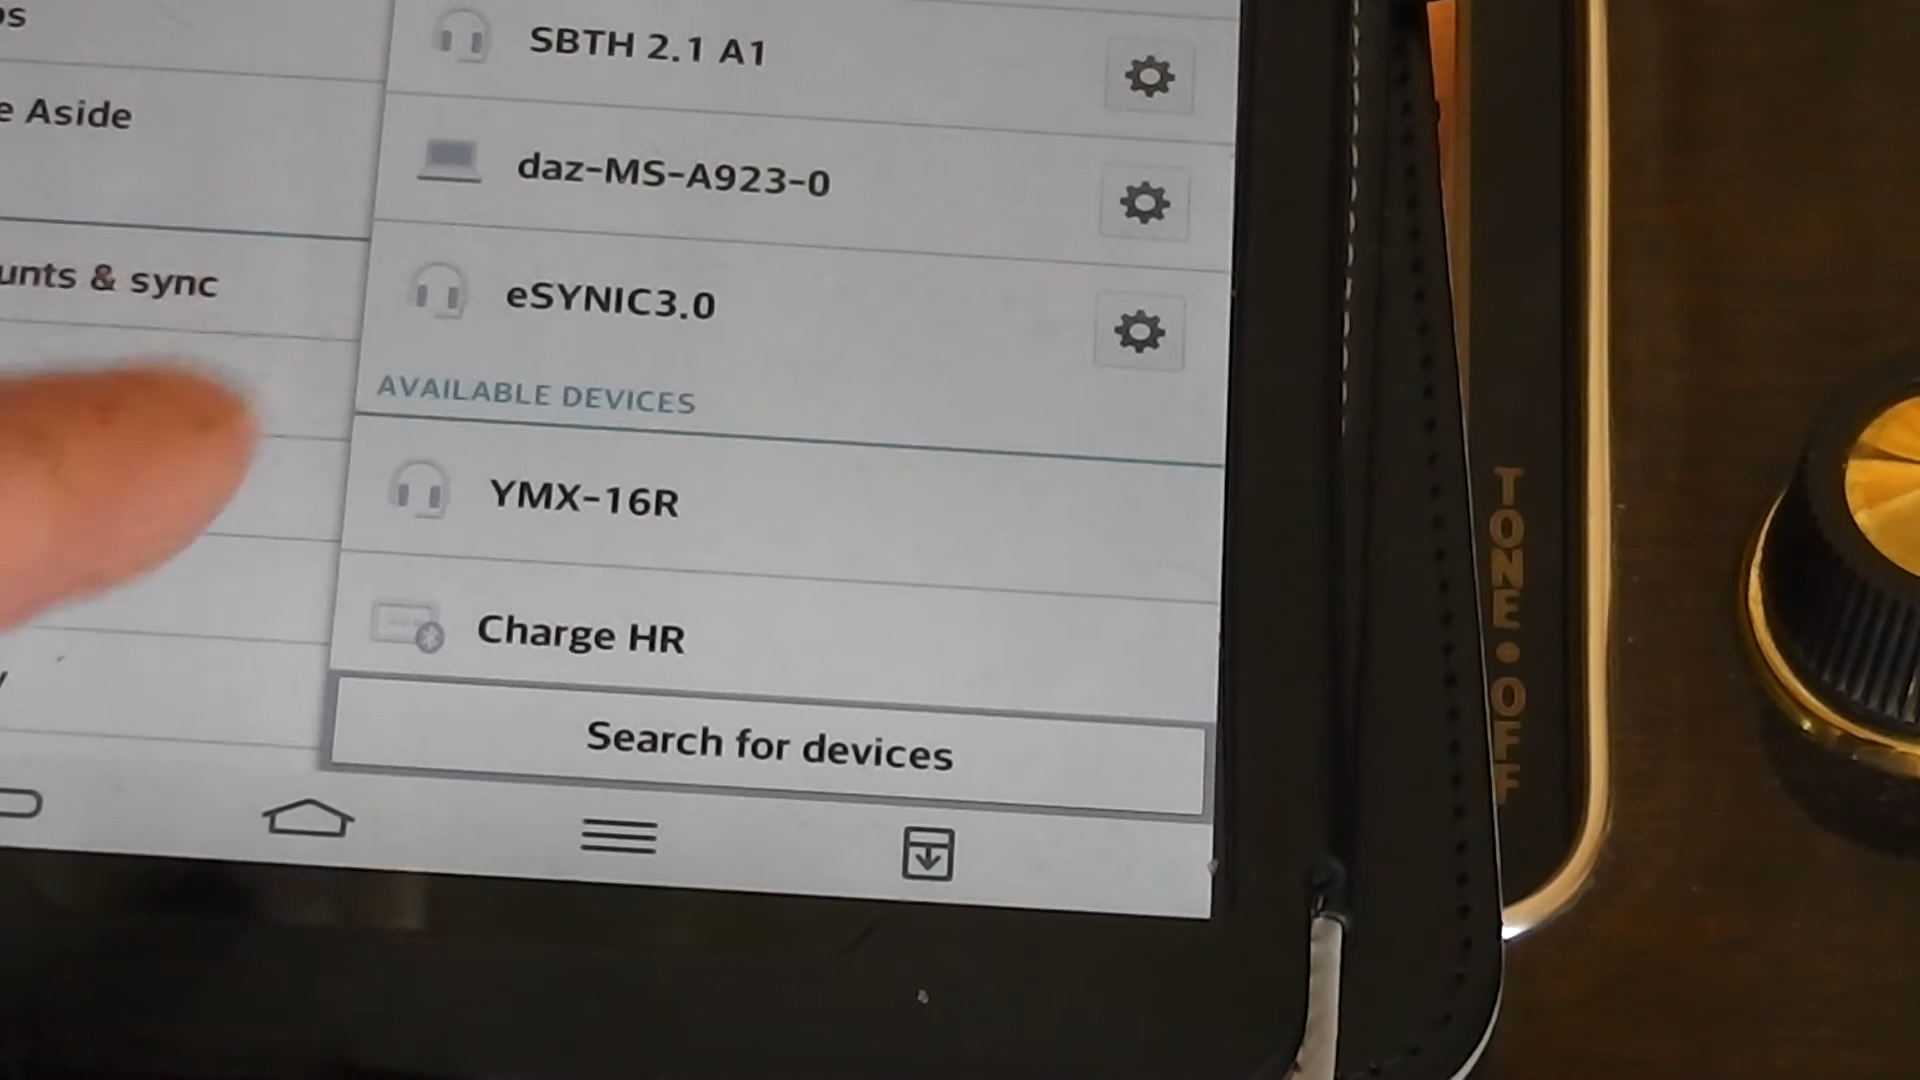 SBTH 2.1 A1
e Aside
daz-MS-A923-0
unts & sync
eSYNIC3.0
AVAILABLE DEVICES
YMX-16R
Charge HR
Search for devices
TONE • OFF